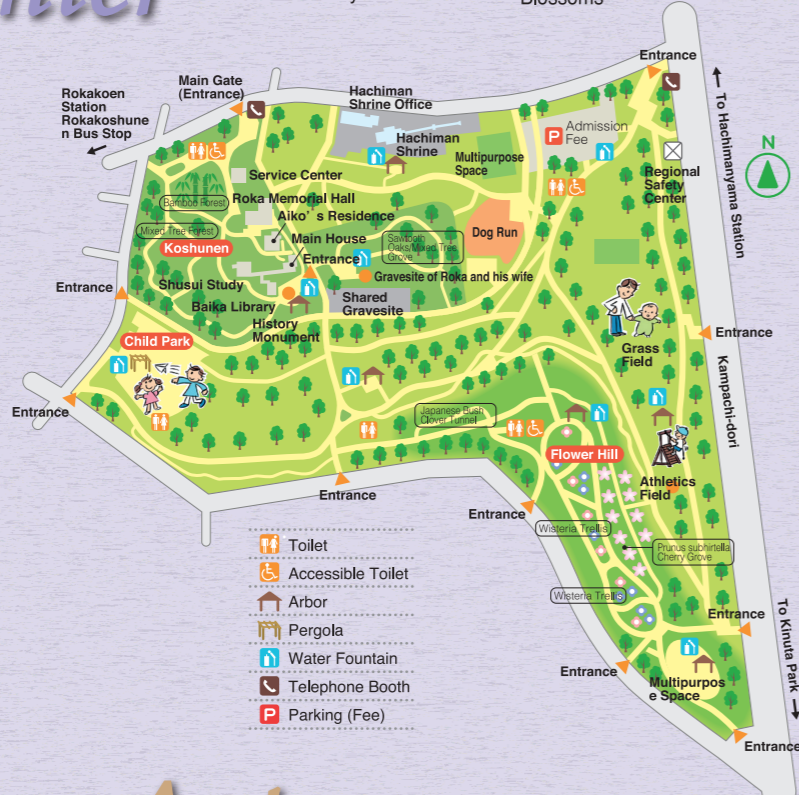 Blossoms
Entrance
Main Gate
(Entrance)
Rokakoen
Station
Rokakoshune
n Bus Stop
Hachiman
Shrine Office
Hachiman
Shrine
P
Admission
Fee
To Hachimanyama Station
N
Multipurpose
Space
Regional
Safety
Center
Service Center
Bamboo Forest
Roka Memorial Hall
Aiko's Residence
Mixed Tree Forest
Koshunen
Main House
Sawtooth
Oaks/Mixed Tree
Grove
Dog Run
Entrance
Gravesite of Roka and his wife
Entrance
Shusui Study
Baika Library
Shared
Gravesite
History
Monument
Child Park
Entrance
Grass
Field
Kampachi-dori
Entrance
Japanese Bush
Clover Tunnel
Flower Hill
Athletics
Field
Entrance
Entrance
Wisteria Trellis
Prunus subhirtella
Cherry Grove
Wisteria Trellis
Entrance
To Kinuta Park
Entrance
Multipurpos
e Space
Entrance
Toilet
Accessible Toilet
Arbor
Pergola
Water Fountain
Telephone Booth
P Parking (Fee)